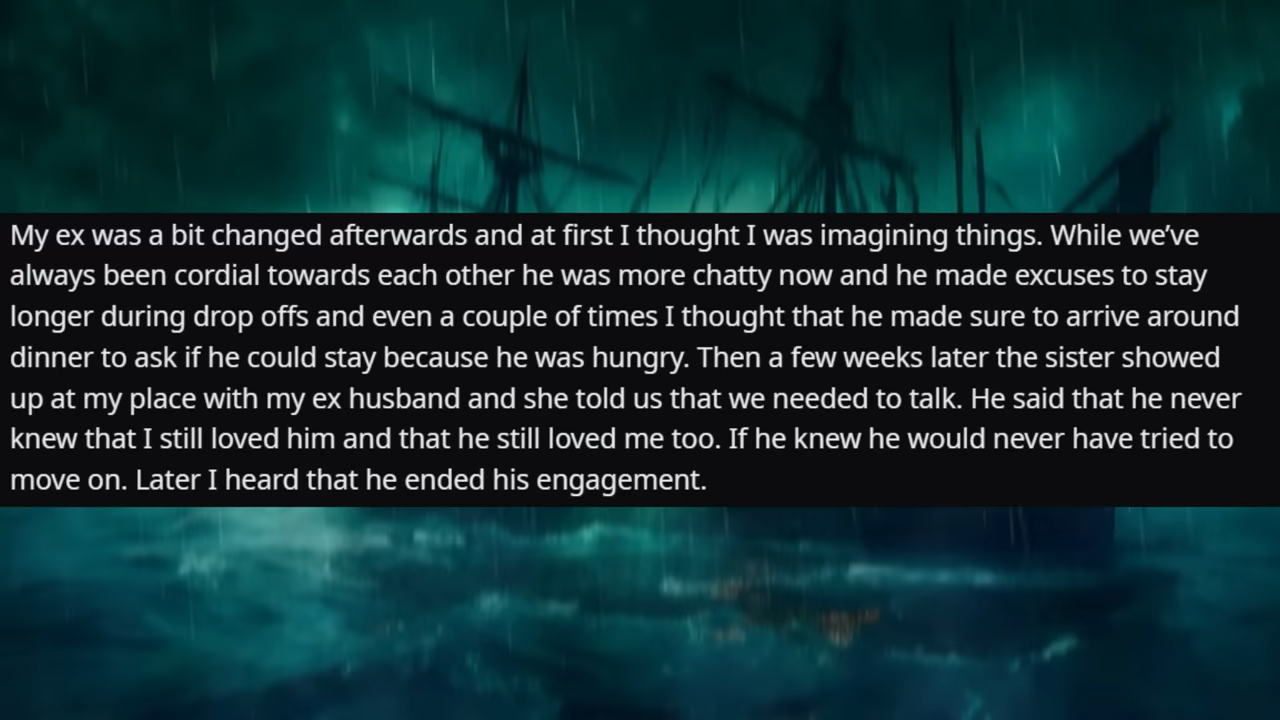 My ex was a bit changed afterwards and at first I thought I was imagining things. While we’ve
always been cordial towards each other he was more chatty now and he made excuses to stay
longer during drop offs and even a couple of times I thought that he made sure to arrive around
dinner to ask if he could stay because he was hungry. Then a few weeks later the sister showed
up at my place with my ex husband and she told us that we needed to talk. He said that he never
knew that I still loved him and that he still loved me too. If he knew he would never have tried to
move on. Later I heard that he ended his engagement.